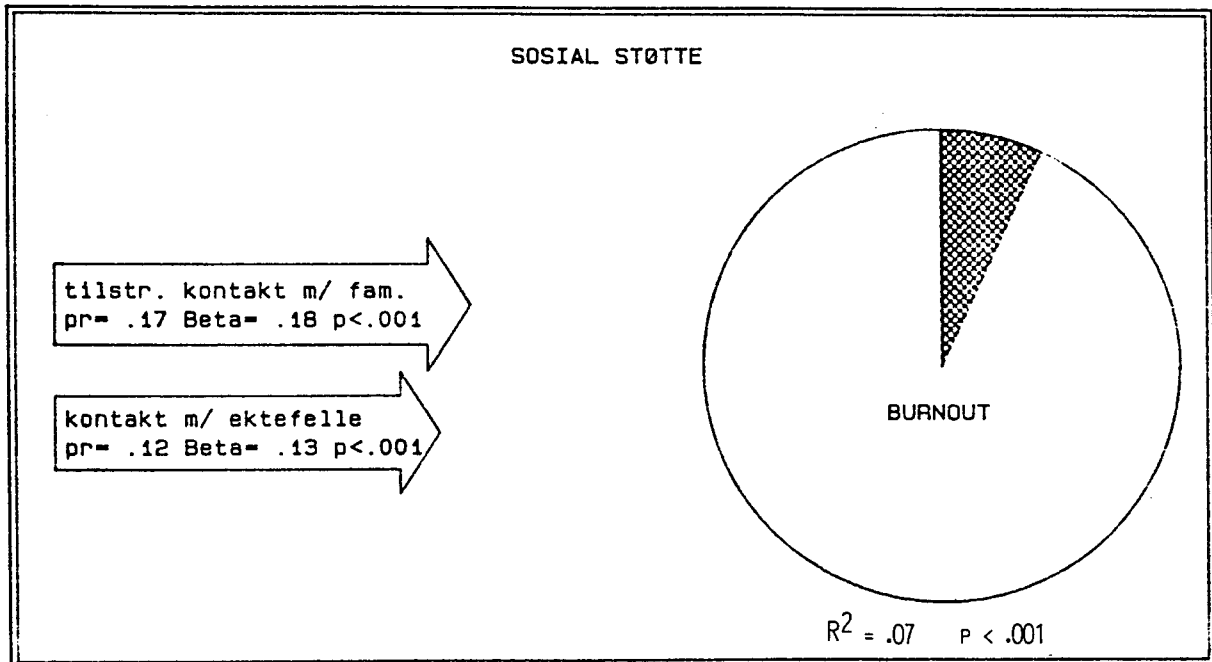 SOSIAL STØTTE
tilstr. kontakt m/ fam.
pr= .17 Beta= .18 p<.001
kontakt m/ ektefelle
pr= .12 Beta= .13 p<.001
BURNOUT
R² = .07 P < .001